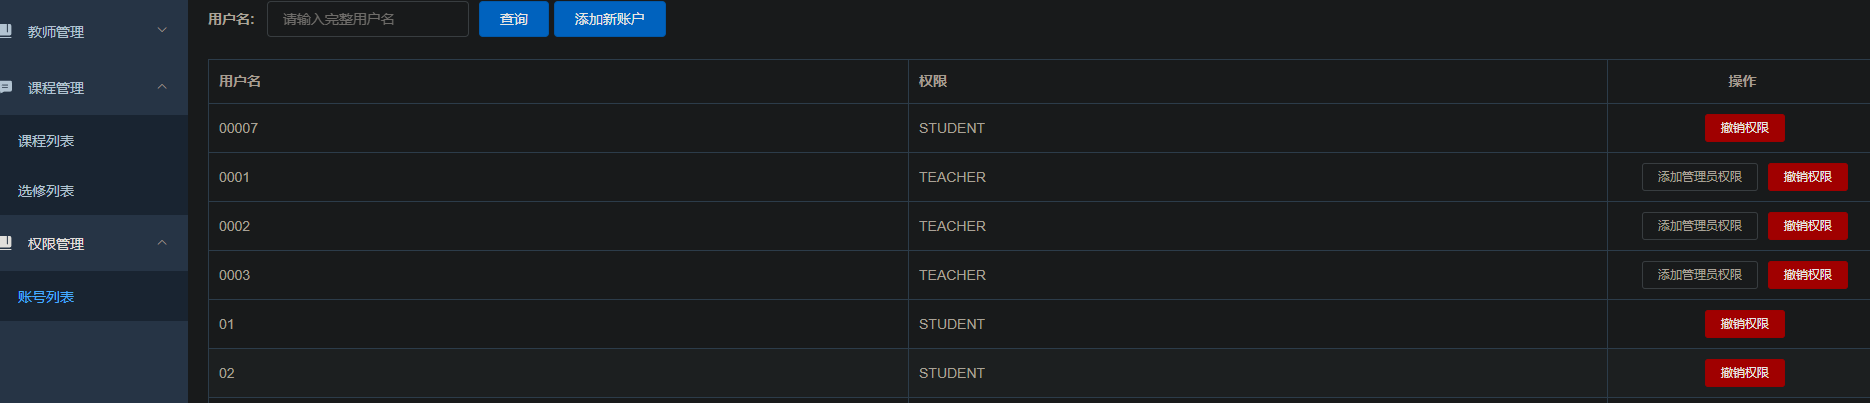 教师管理
课程管理
课程列表
选修列表
权限管理
账号列表
用户名: 请输入完整用户名 查询 添加新账户
用户名 权限 操作
00007 STUDENT 撤销权限
0001 TEACHER 添加管理员权限 撤销权限
0002 TEACHER 添加管理员权限 撤销权限
0003 TEACHER 添加管理员权限 撤销权限
01 STUDENT 撤销权限
02 STUDENT 撤销权限